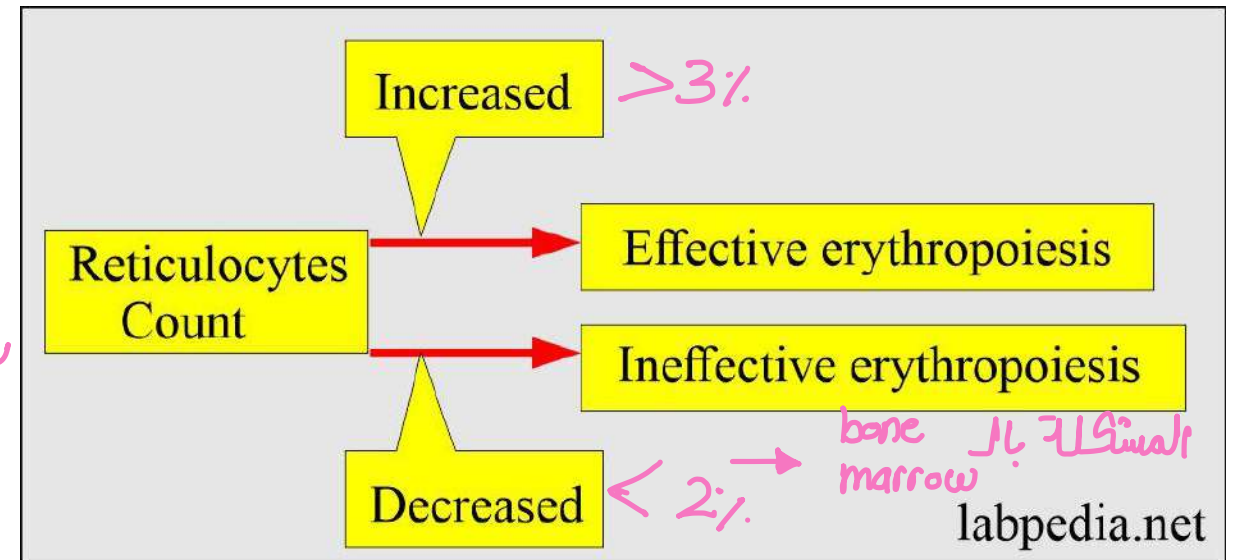 Increased >3%
Reticulocytes
Count
Effective erythropoiesis
Ineffective erythropoiesis
المشكلة بال bone
marrow
Decreased < 2% →
labpedia.net